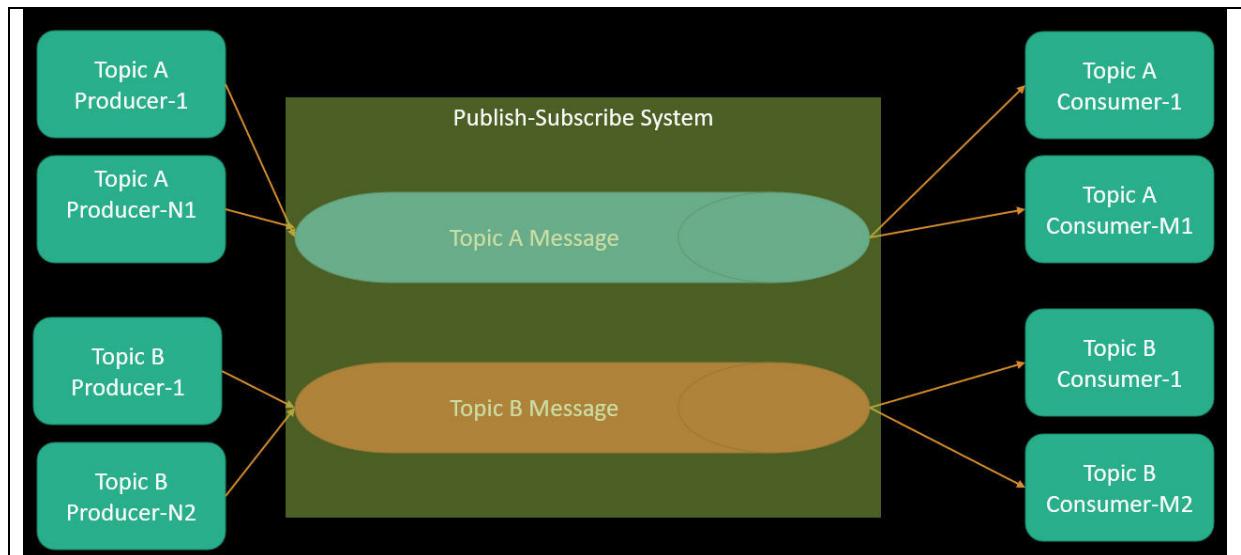 Topic A
Producer-1
Topic A
Producer-N1
Topic B
Producer-1
Topic B
Producer-N2
Publish-Subscribe System
Topic A Message
Topic B Message
Topic A
Consumer-1
Topic A
Consumer-M1
Topic B
Consumer-1
Topic B
Consumer-M2